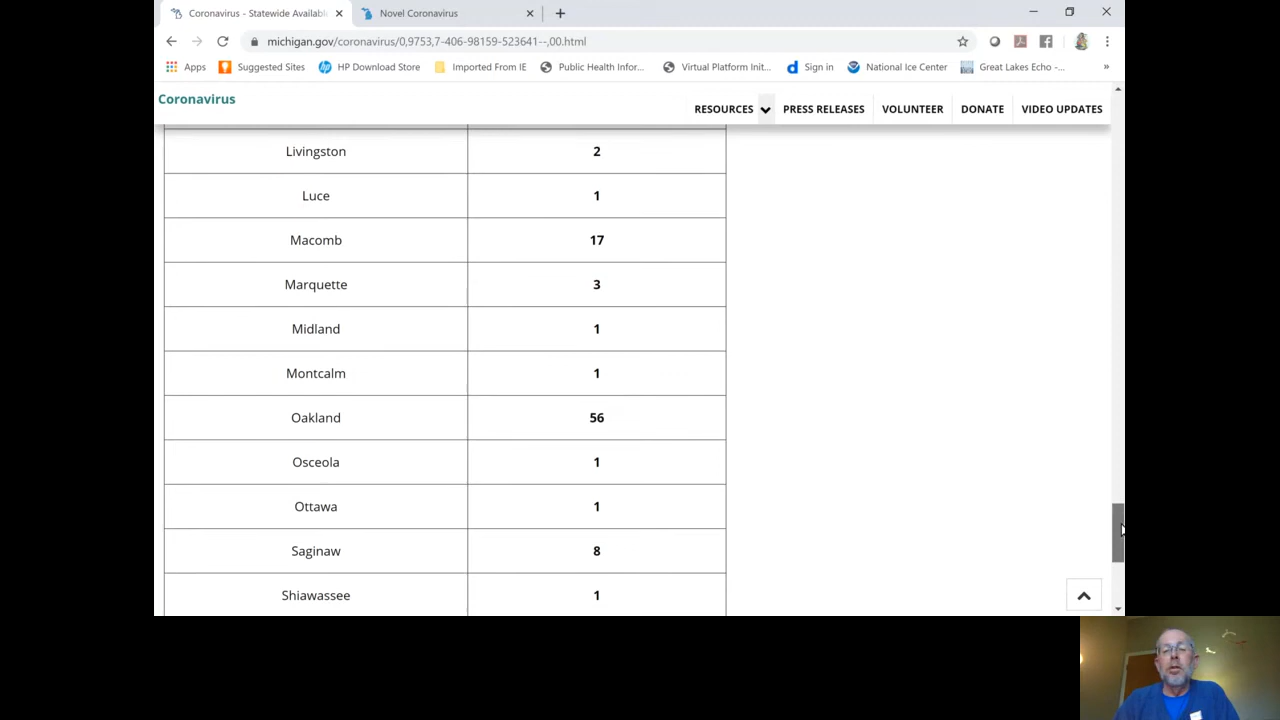 Coronavirus - Statewide Availabl
Novel Coronavirus
michigan.gov/coronavirus/0,9753,7-406-98159-523641--,00.html
Apps
Suggested Sites
HP Download Store
Imported From IE
Public Health Infor...
Virtual Platform Init...
Sign in
National Ice Center
Great Lakes Echo -...
»
Coronavirus
RESOURCES
PRESS RELEASES
VOLUNTEER
DONATE
VIDEO UPDATES
Livingston 2
Luce 1
Macomb 17
Marquette 3
Midland 1
Montcalm 1
Oakland 56
Osceola 1
Ottawa 1
Saginaw 8
Shiawassee 1